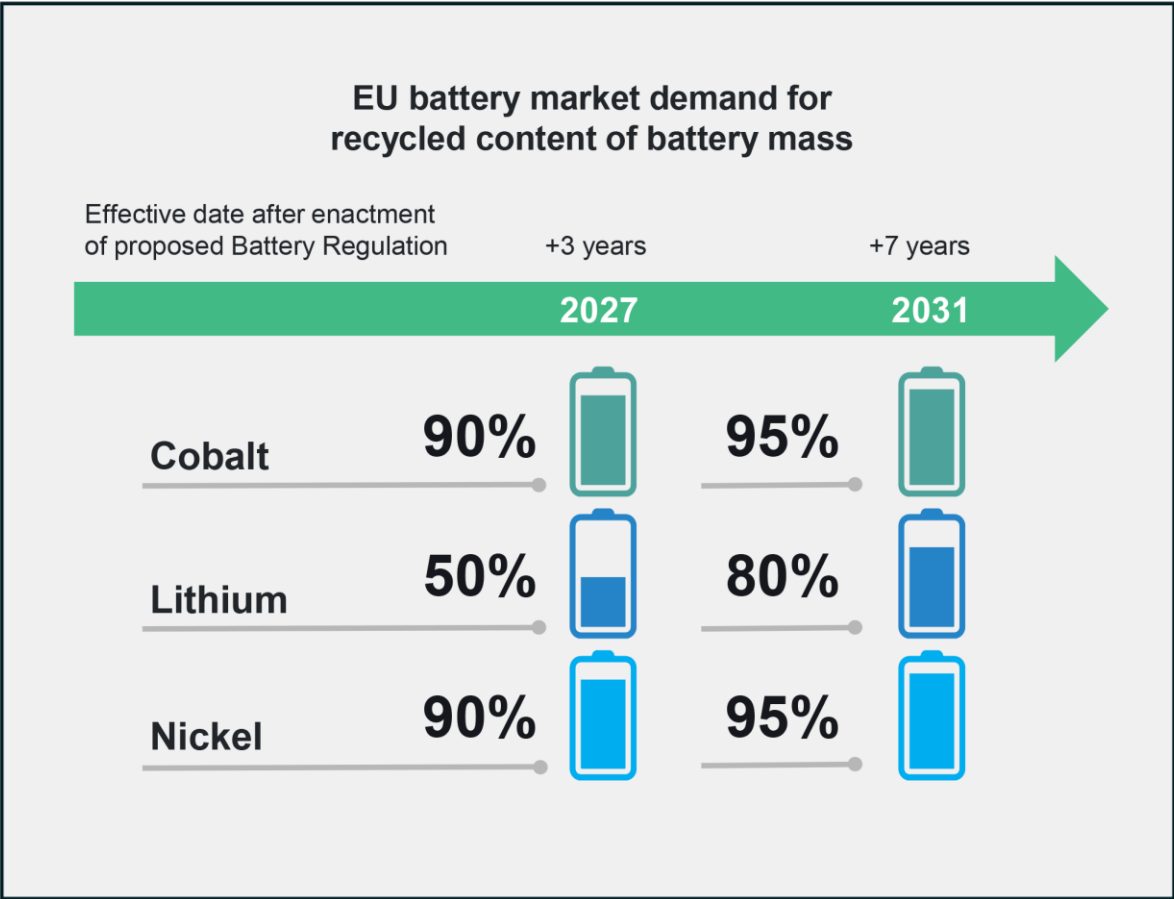 EU battery market demand for
recycled content of battery mass
Effective date after enactment
of proposed Battery Regulation
+3 years
+7 years
2027
2031
Cobalt
90%
95%
Lithium
50%
80%
Nickel
90%
95%